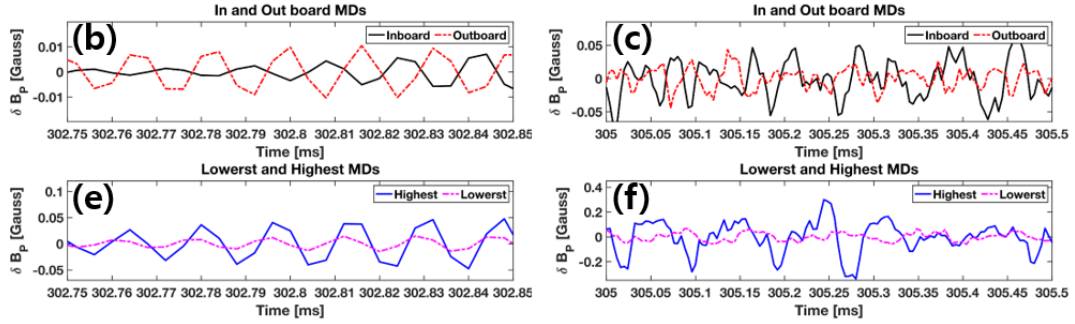 In and Out board MDs
(b)
Inboard Outboard
0.01
0
-0.01
δ B_P [Gauss]
302.75 302.76 302.77 302.78 302.79 302.8 302.81 302.82 302.83 302.84 302.85
Time [ms]
In and Out board MDs
(c)
Inboard Outboard
0.05
0
-0.05
δ B_P [Gauss]
305 305.05 305.1 305.15 305.2 305.25 305.3 305.35 305.4 305.45 305.5
Time [ms]
Lowerst and Highest MDs
(e)
Highest Lowerst
0.1
0.05
0
-0.05
δ B_P [Gauss]
302.75 302.76 302.77 302.78 302.79 302.8 302.81 302.82 302.83 302.84 302.85
Time [ms]
Lowerst and Highest MDs
(f)
Highest Lowerst
0.4
0.2
0
-0.2
δ B_P [Gauss]
305 305.05 305.1 305.15 305.2 305.25 305.3 305.35 305.4 305.45 305.5
Time [ms]